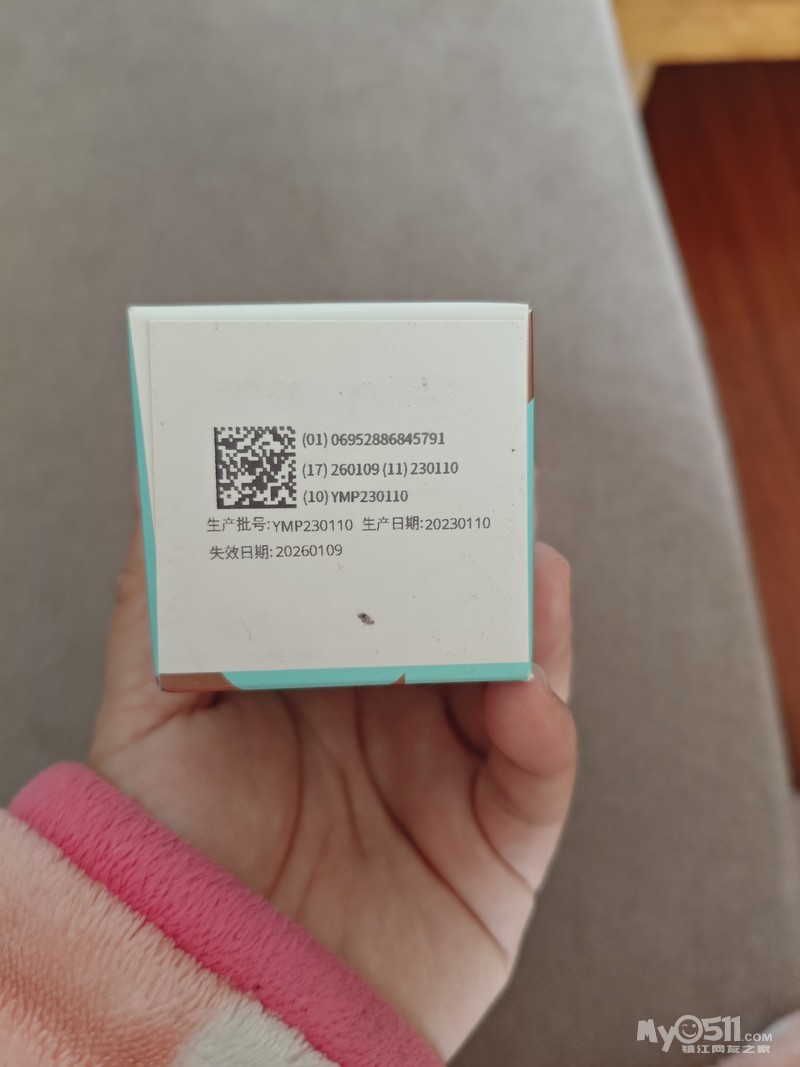 (01) 06952886845791
(17) 260109 (11) 230110
(10) YMP230110
生产批号:YMP230110 生产日期:20230110
失效日期: 20260109
My0511.COM
镇江网友之家